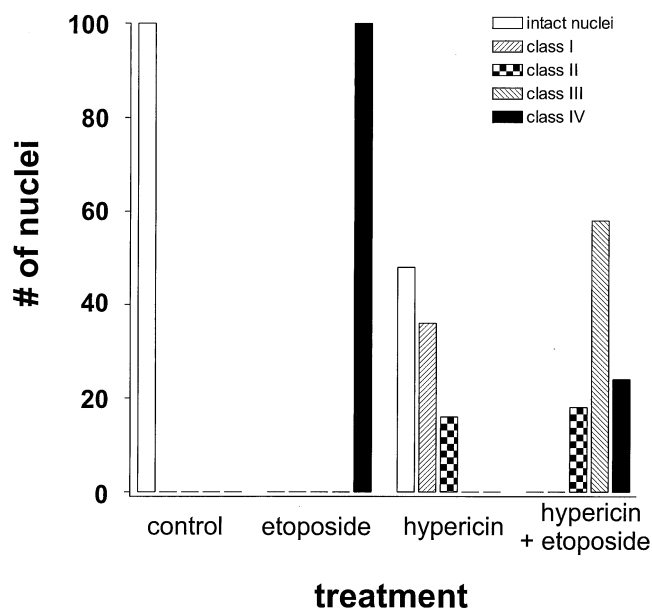 # of nuclei
100
80
60
40
20
0
intact nuclei
class I
class II
class III
class IV
control
etoposide
hypericin
hypericin
+ etoposide
treatment